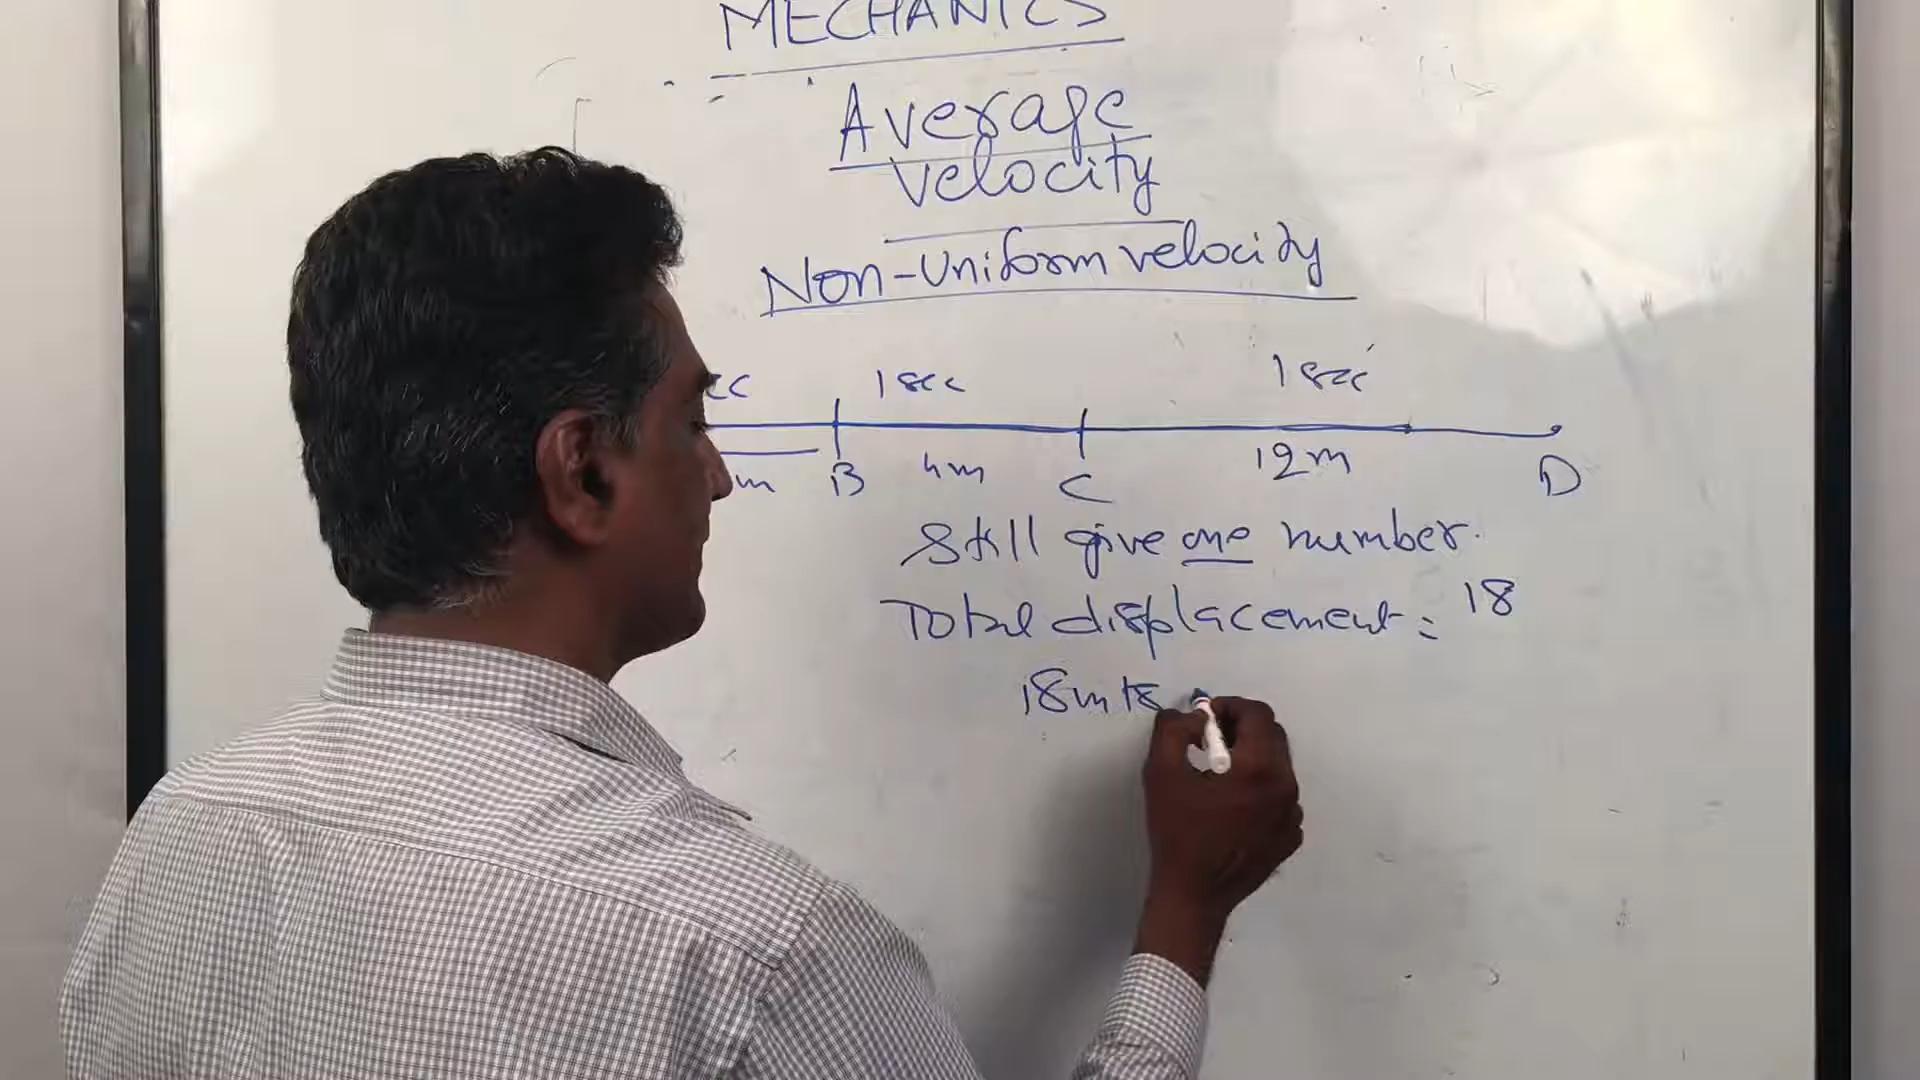 MECHANICS
Average
velocity
Non-Uniform velocity
1 sec 1 sec
m B 4m C 12m D
Still give one number.
Total displacement = 18
18mts